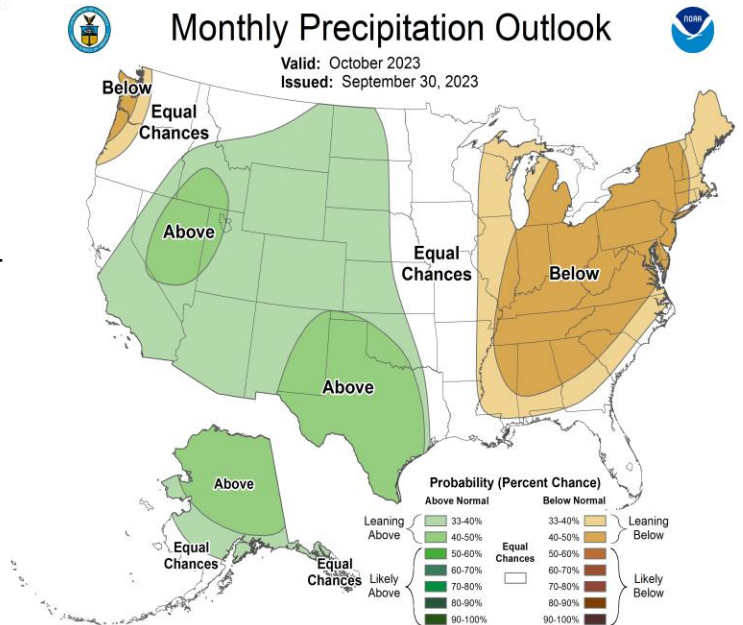 Monthly Precipitation Outlook
NOAA
Valid: October 2023
Issued: September 30, 2023
Below
Equal
Chances
Above
Equal
Chances
Below
Above
Above
Equal
Chances
Equal
Chances
Probability (Percent Chance)
Above Normal Below Normal
Leaning
Above
33-40%
40-50%
Likely
Above
50-60%
60-70%
70-80%
80-90%
90-100%
Equal
Chances
33-40%
40-50%
Leaning
Below
50-60%
60-70%
70-80%
80-90%
90-100%
Likely
Below